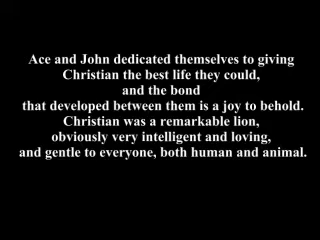 Ace and John dedicated themselves to giving
Christian the best life they could,
and the bond
that developed between them is a joy to behold.
Christian was a remarkable lion,
obviously very intelligent and loving,
and gentle to everyone, both human and animal.